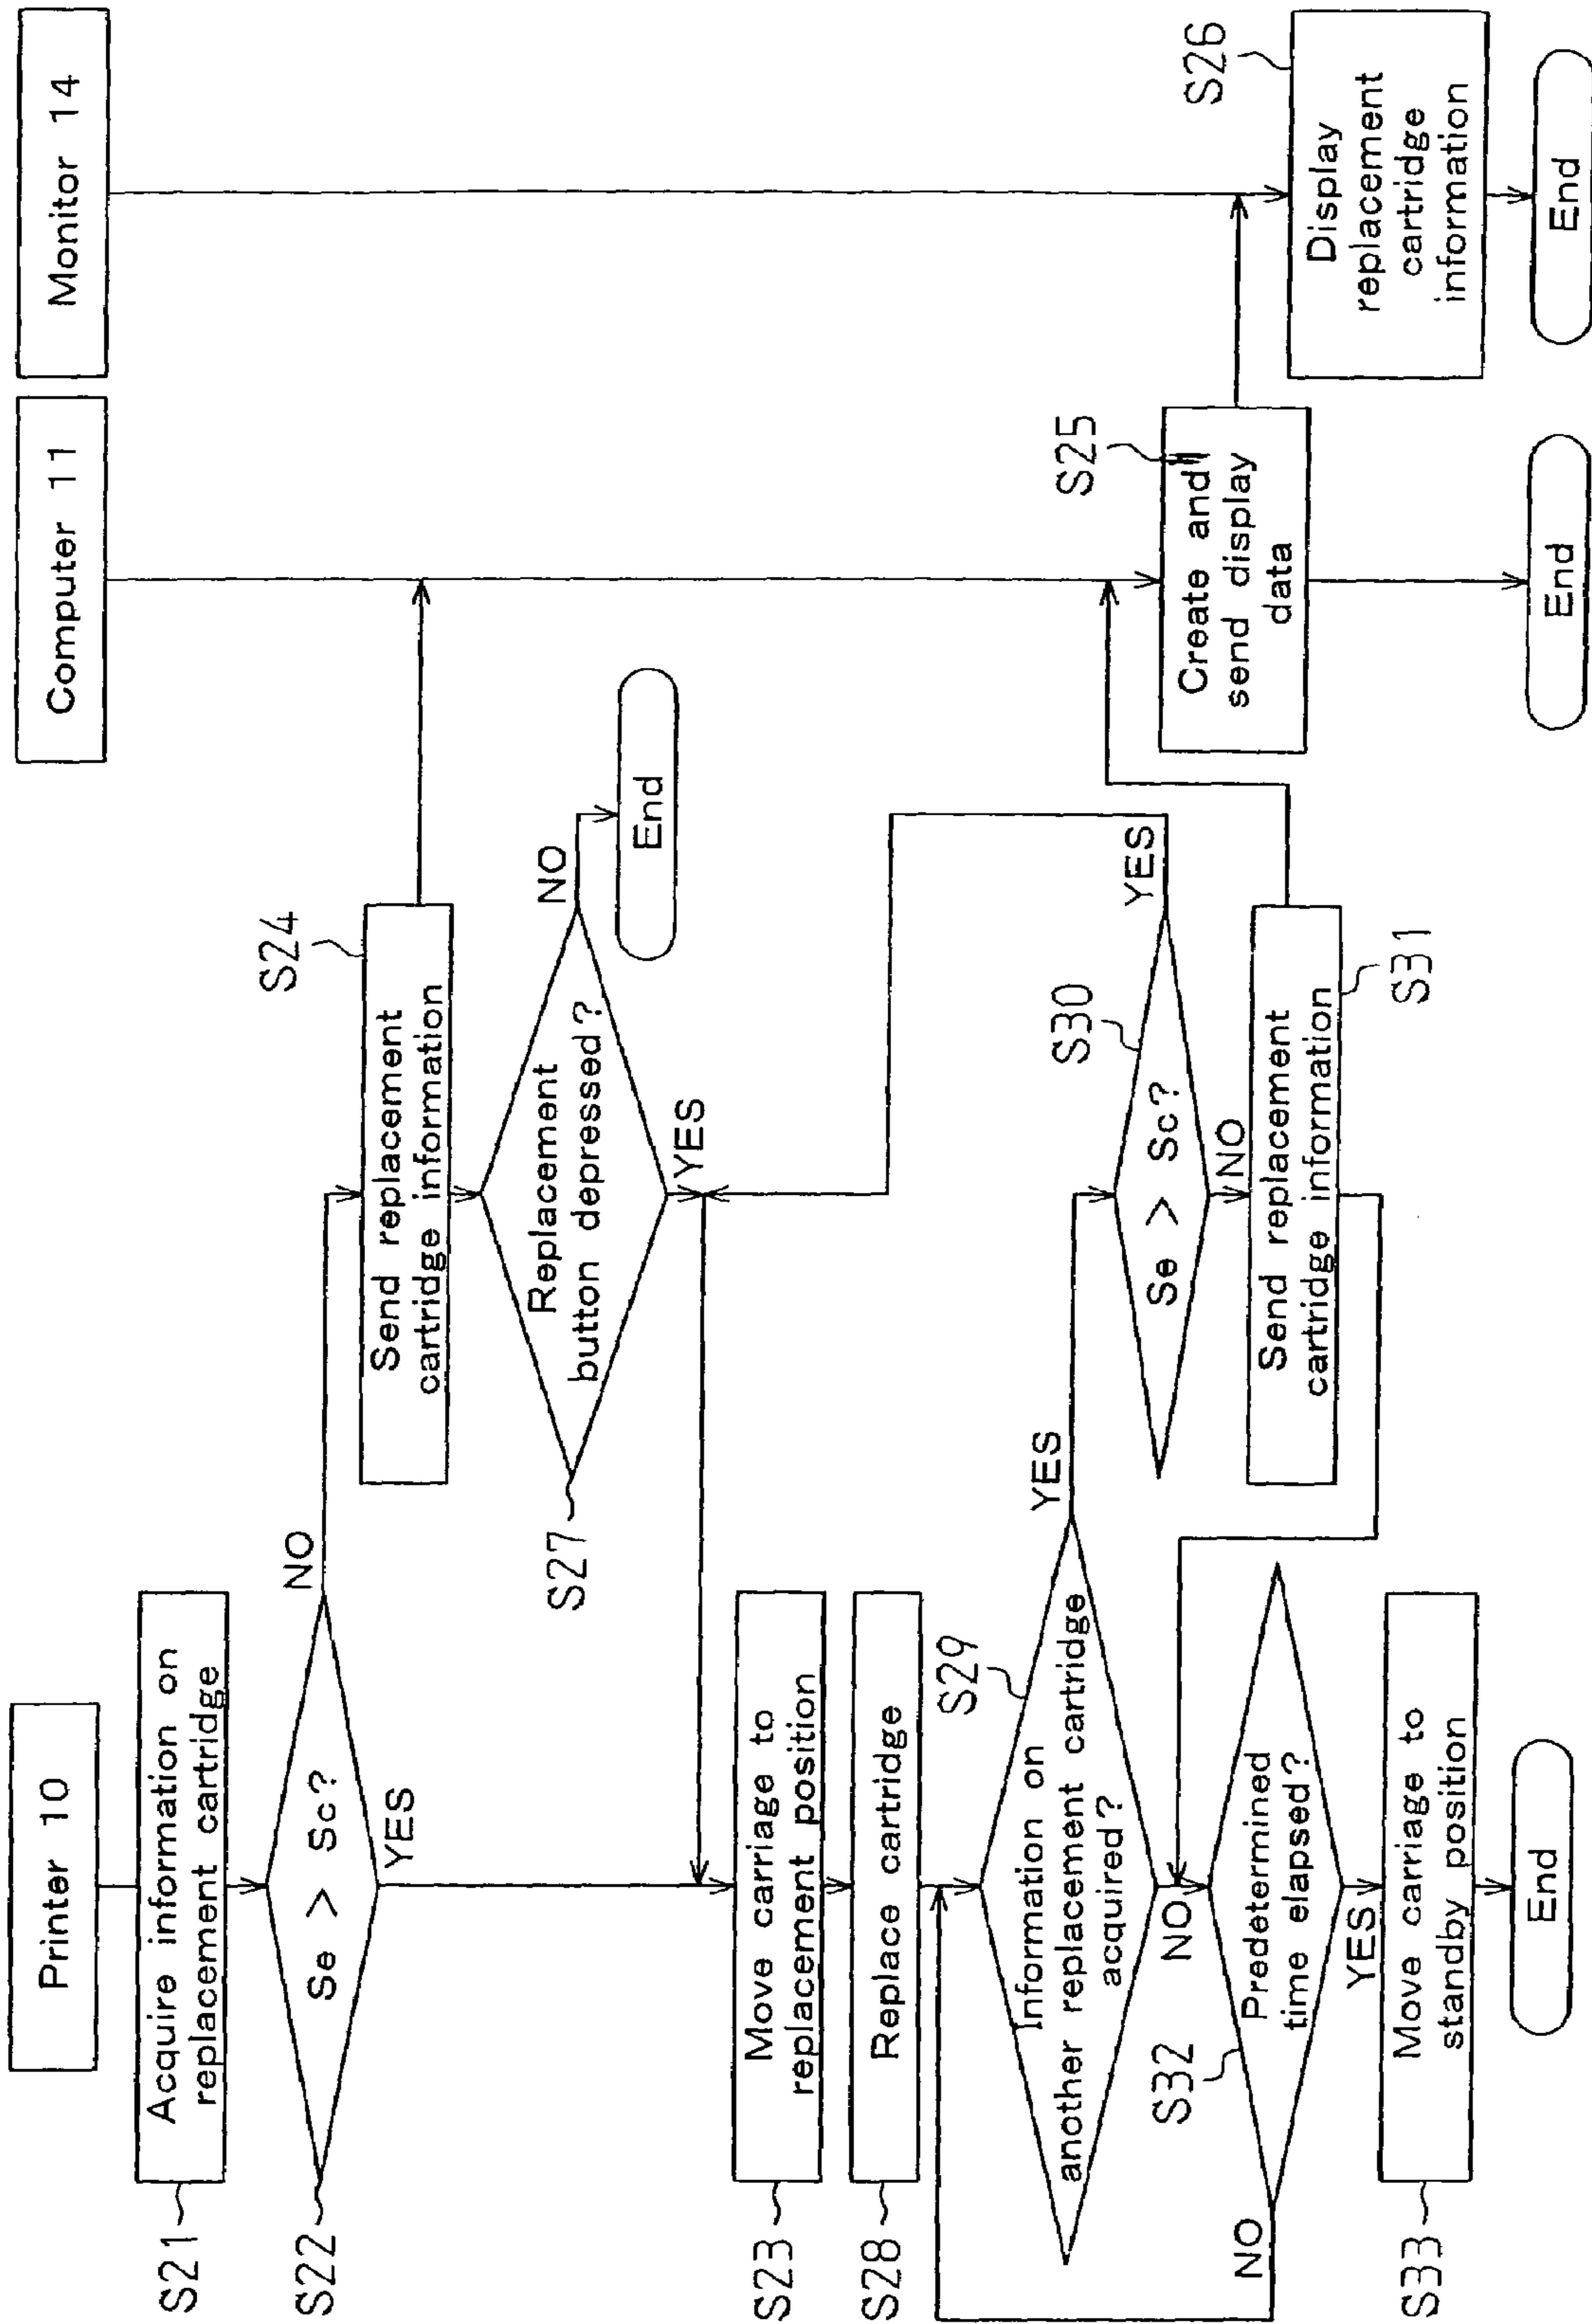 Printer 10
Computer 11
Monitor 14
S21
Acquire information on
replacement cartridge
S22
Se > Sc?
NO
YES
S24
Send replacement
cartridge information
S27
Replacement
button depressed?
NO
End
YES
S23
Move carriage to
replacement position
S28
Replace cartridge
S29
Information on
another replacement cartridge
acquired?
YES
NO
S30
Se > Sc?
YES
NO
S31
Send replacement
cartridge information
S32
Predetermined
time elapsed?
NO
YES
S33
Move carriage to
standby position
End
S25
Create and
send display
data
End
S26
Display
replacement
cartridge
information
End